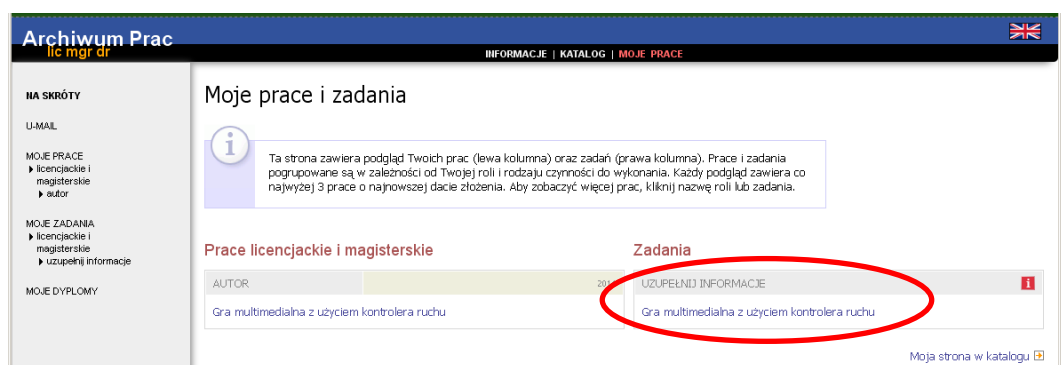 Archiwum Prac
lic mgr dr
INFORMACJE | KATALOG | MOJE PRACE
NA SKRÓTY
U-MAIL
MOJE PRACE
licencjackie i
magisterskie
autor
MOJE ZADANIA
licencjackie i
magisterskie
uzupełnij informacje
MOJE DYPLOMY
Moje prace i zadania
i
Ta strona zawiera podgląd Twoich prac (lewa kolumna) oraz zadań (prawa kolumna). Prace i zadania
pogrupowane są w zależności od Twojej roli i rodzaju czynności do wykonania. Każdy podgląd zawiera co
najwyżej 3 prace o najnowszej dacie złożenia. Aby zobaczyć więcej prac, kliknij nazwę roli lub zadania.
Prace licencjackie i magisterskie
AUTOR
Gra multimedialna z użyciem kontrolera ruchu
Zadania
UZUPEŁNIJ INFORMACJE i
Gra multimedialna z użyciem kontrolera ruchu
Moja strona w katalogu